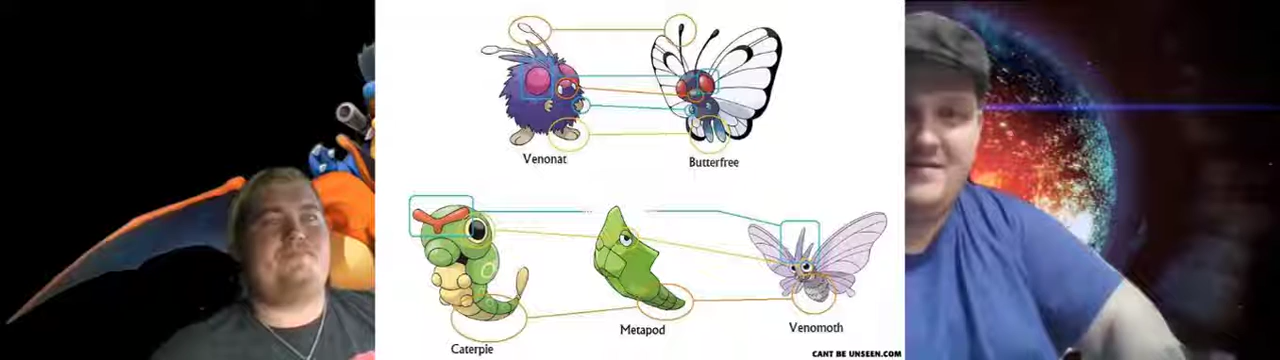 Venonat
Butterfree
Caterpie
Metapod
Venomoth
CANT BE UNSEEN.COM